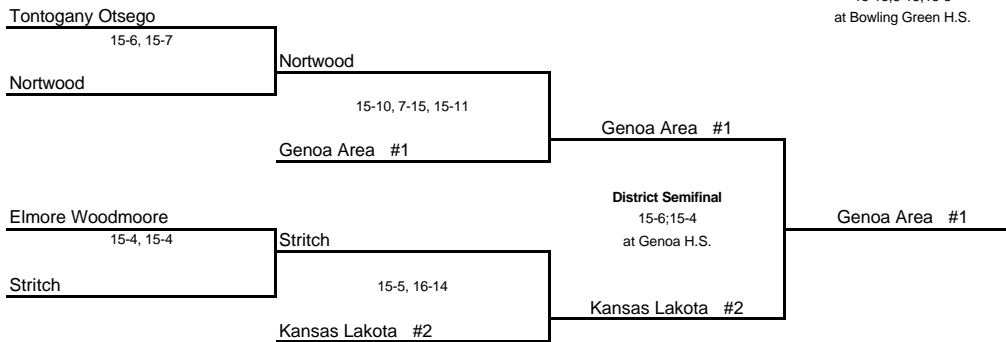 Tontogany Otsego
at Bowling Green H.S.
15-6, 15-7
Nortwood
Nortwood
15-10, 7-15, 15-11
Genoa Area #1
Genoa Area #1
District Semifinal
Elmore Woodmoore
15-6;15-4
Genoa Area #1
15-4, 15-4
Stritch
at Genoa H.S.
Stritch
15-5, 16-14
Kansas Lakota #2
Kansas Lakota #2